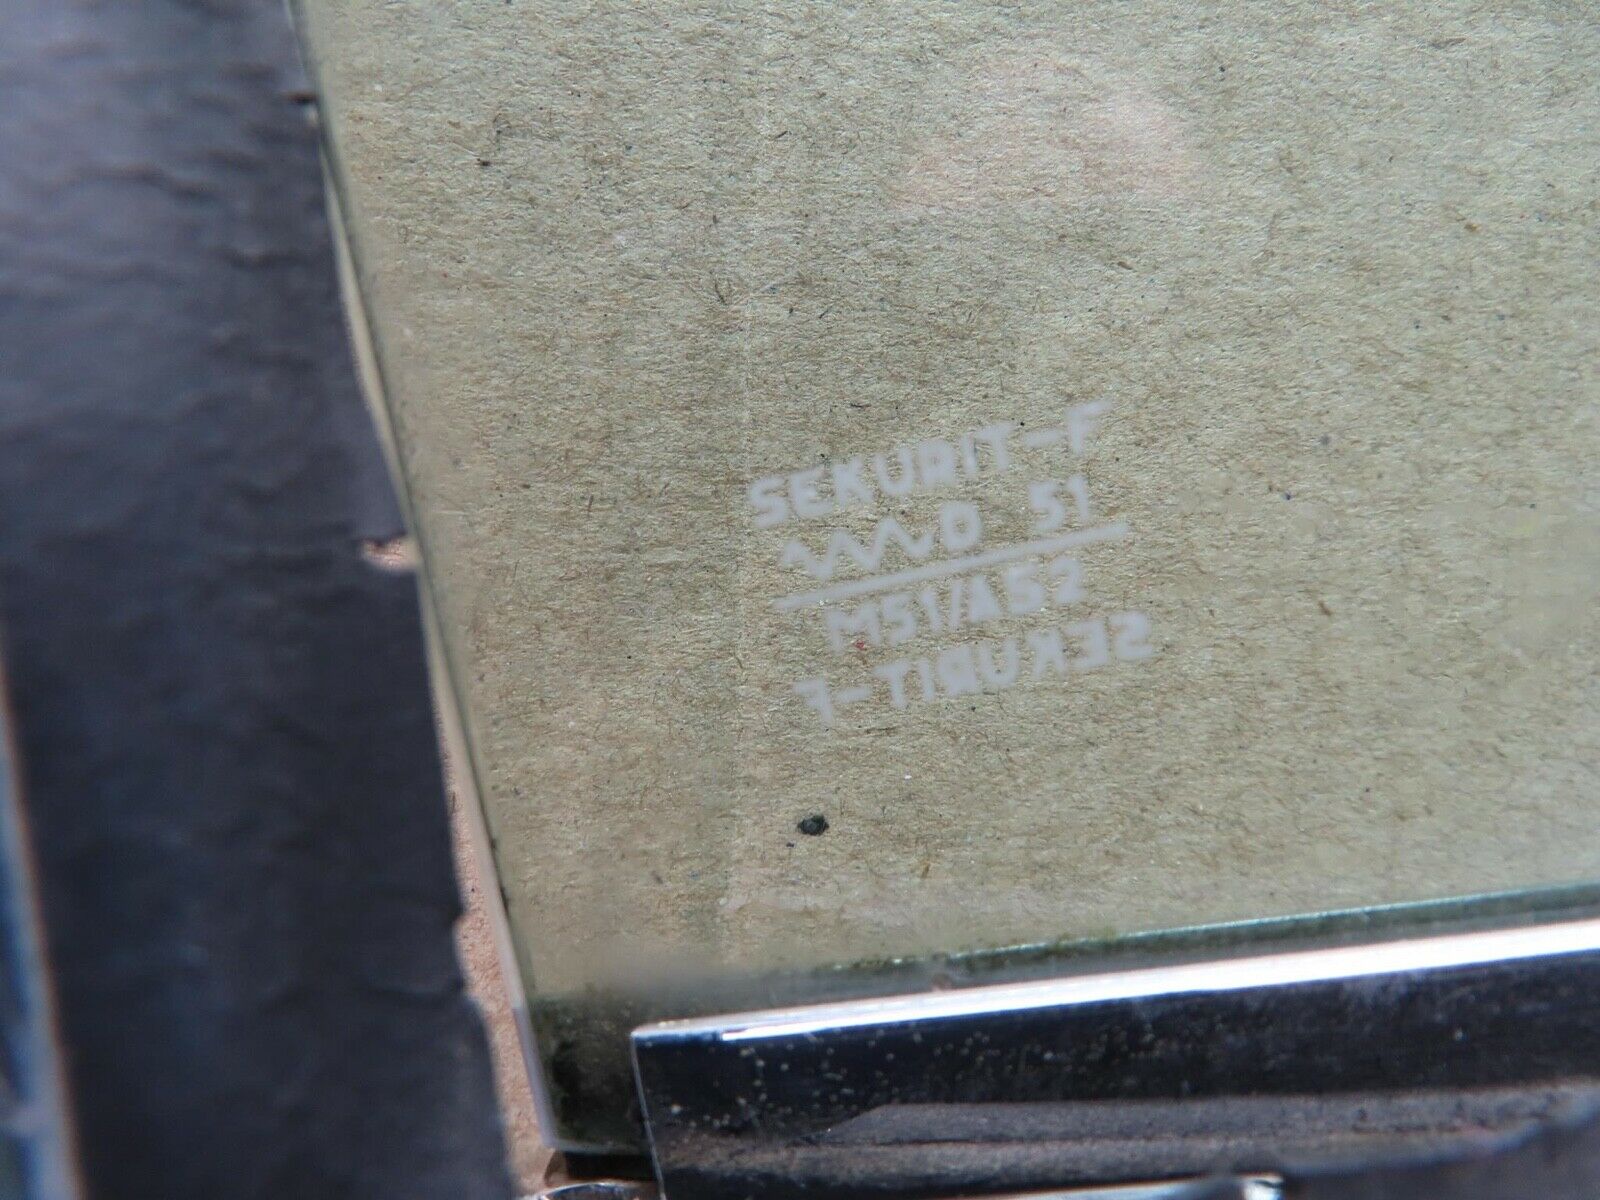 SEKURIT-F
D 51
M51/A52
SEKURIT-F